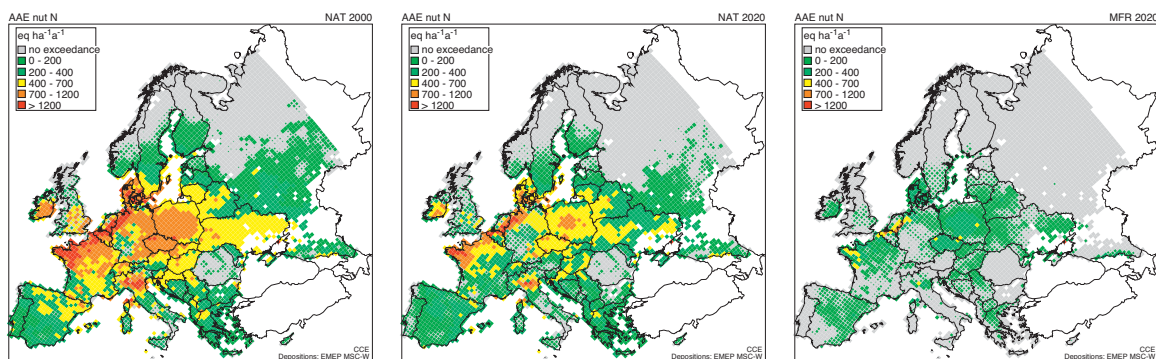 AAE nut N NAT 2000
eq ha⁻¹a⁻¹
no exceedance
0 - 200
200 - 400
400 - 700
700 - 1200
> 1200
CCE
Depositions: EMEP MSC-W
AAE nut N NAT 2020
eq ha⁻¹a⁻¹
no exceedance
0 - 200
200 - 400
400 - 700
700 - 1200
> 1200
CCE
Depositions: EMEP MSC-W
AAE nut N MFR 2020
eq ha⁻¹a⁻¹
no exceedance
0 - 200
200 - 400
400 - 700
700 - 1200
> 1200
CCE
Depositions: EMEP MSC-W